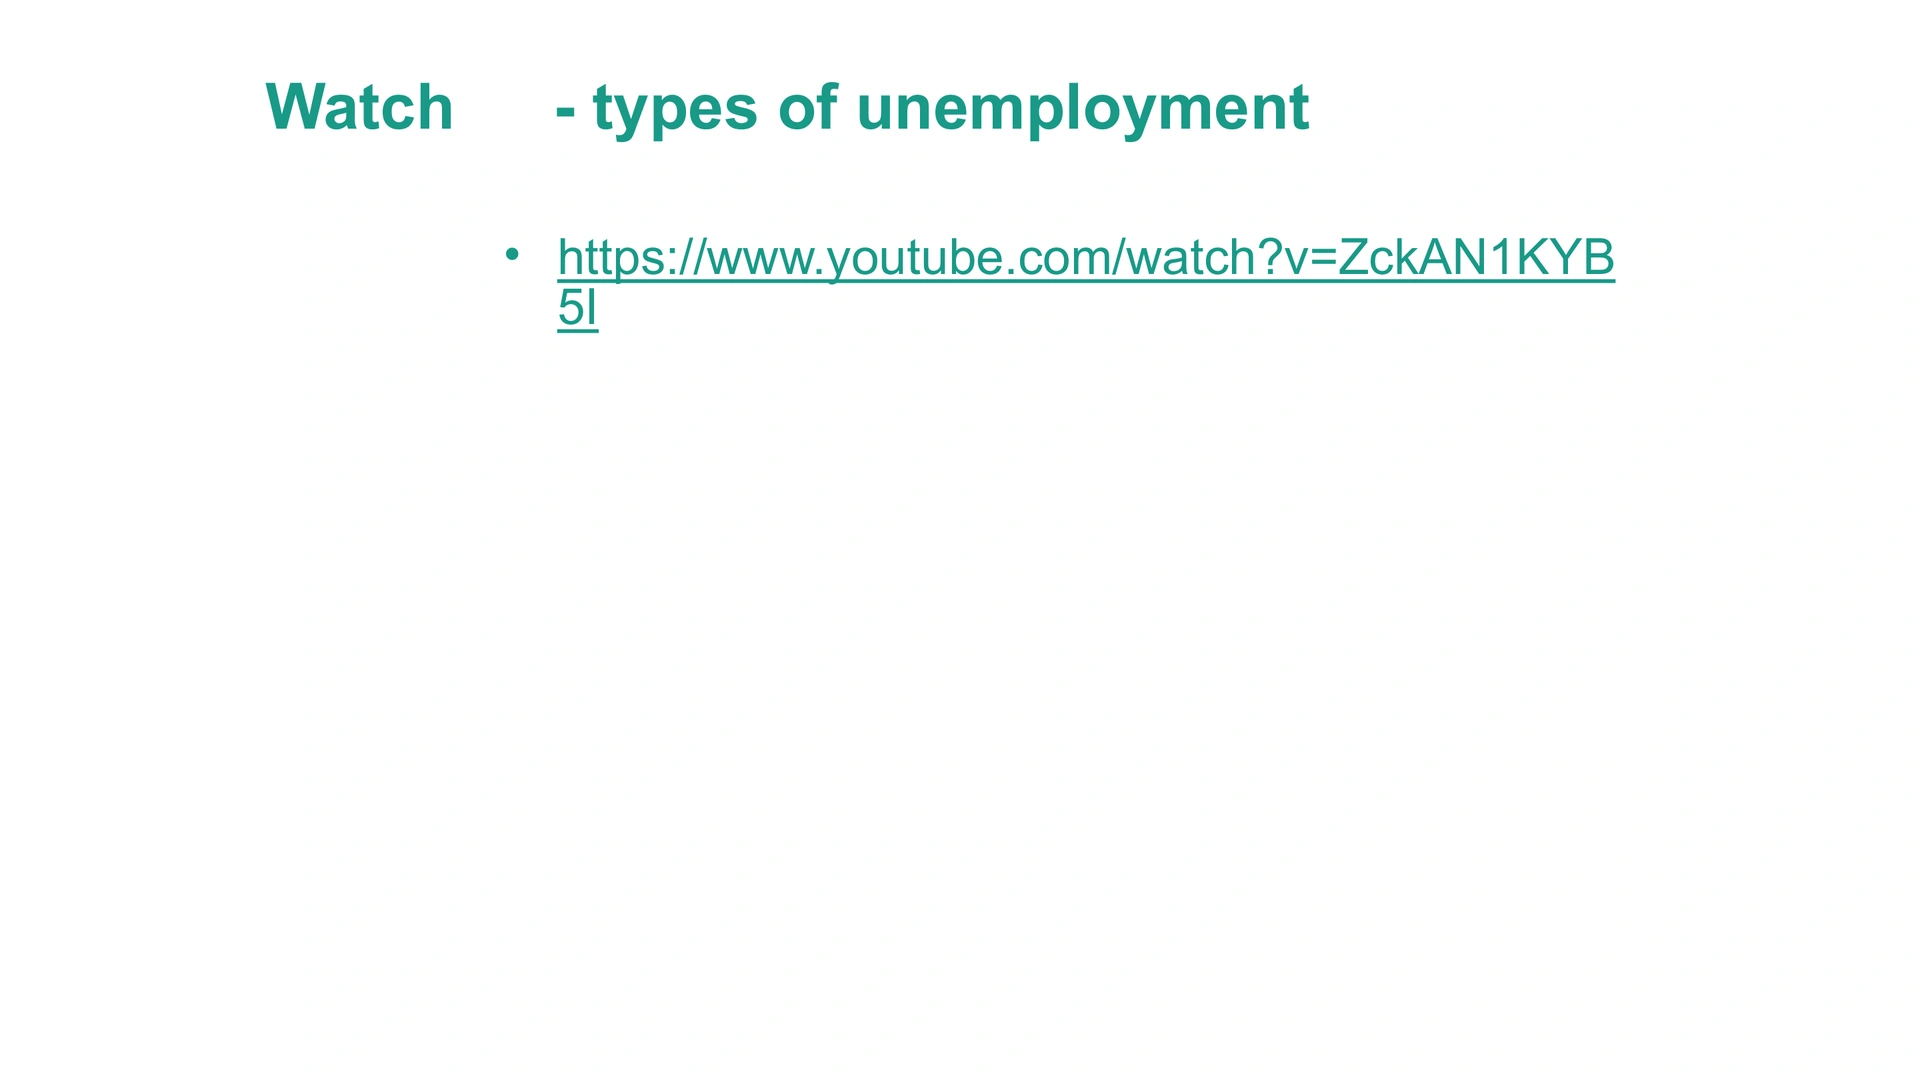 Watch - types of unemployment
• https://www.youtube.com/watch?v=ZckAN1KYB
5I